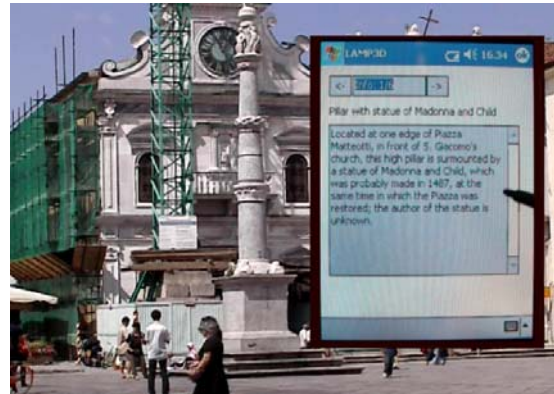 LAMP3D
16:34
ok
<-
->
Pillar with statue of Madonna and Child
Located at one edge of Piazza
Matteotti, in front of S. Giacomo's
church, this high pillar is surmounted by
a statue of Madonna and Child, which
was probably made in 1487, at the
same time in which the Piazza was
restored; the author of the statue is
unknown.